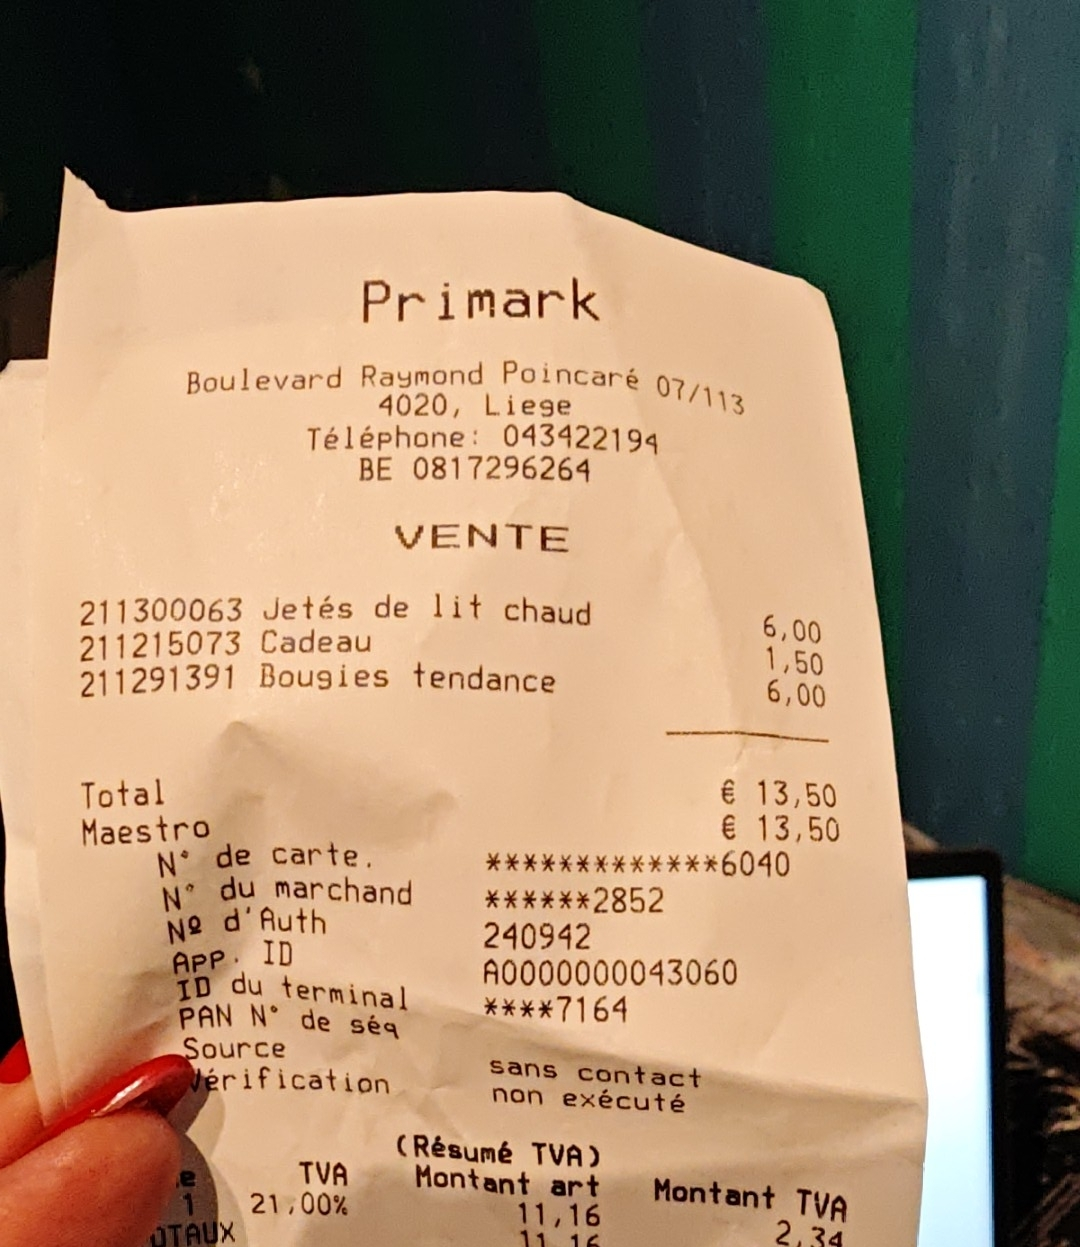 Primark
Boulevard Raymond Poincaré 07/113
4020, Liege
Téléphone: 043422194
BE 0817296264
VENTE
211300063 Jetés de lit chaud 6,00
211215073 Cadeau 1,50
211291391 Bougies tendance 6,00
Total € 13,50
Maestro € 13,50
N° de carte. *************6040
N° du marchand ******2852
Nº d'Auth 240942
App. ID A0000000043060
ID du terminal ****7164
PAN N° de séq
Source sans contact
Vérification non exécuté
(Résumé TVA)
TVA Montant art Montant TVA
1 21,00% 11,16 2,34
11,16